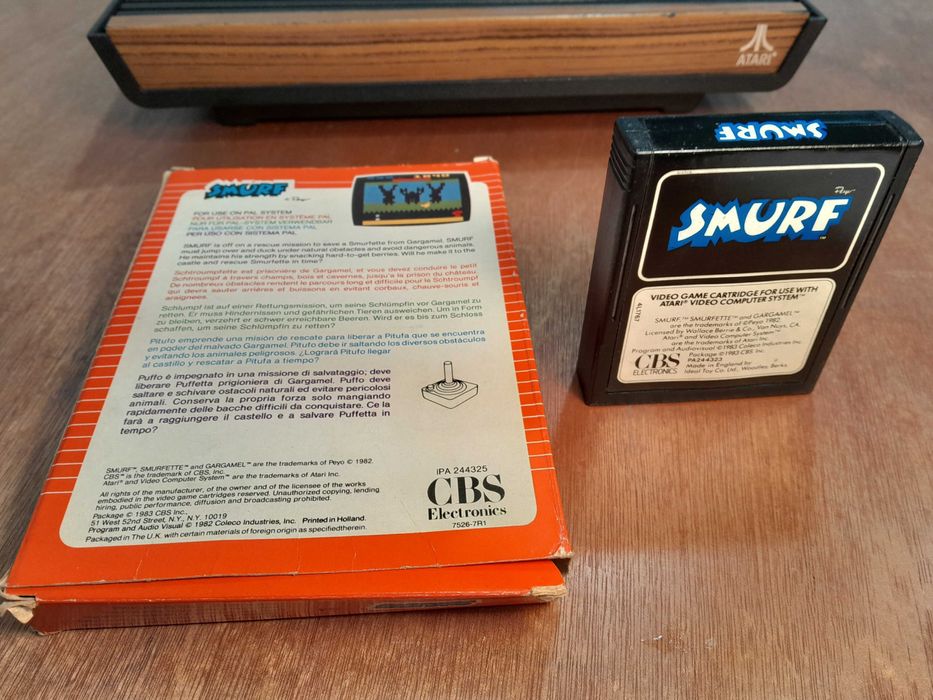 ATARI®
SMURF
© Peyo
FOR USE ON PAL SYSTEM
POUR UTILISATION EN SYSTÈME PAL
NUR FÜR PAL-SYSTEM VERWENDBAR
PARA USARSE CON SISTEMA PAL
PER USO CON SISTEMA PAL
SMURF is off on a rescue mission to save a Smurfette from Gargamel. SMURF
must jump over and duck under natural obstacles and avoid dangerous animals.
He maintains his strength by snacking hard-to-get berries. Will he make it to the
castle and rescue Smurfette in time?
Schtroumpfette est prisonière de Gargamel, et vous devez conduire le petit
Schtroumpf à travers champs, bois et cavernes, jusqu'à la prison du château.
De nombreux obstacles rendent le parcours long et difficile pour le Schtroumpf
qui devra sauter arrières et buissons en evitant corbeaux, chauve-souris et
araignées.
Schlumpf ist auf einer Rettungsmission, um seine Schlümpfin vor Gargamel zu
retten. Er muss Hindernissen und gefährlichen Tieren ausweichen. Um in Form
zu bleiben, verzehrt er schwer erreichbare Beeren. Wird er es bis zum Schloss
schaffen, um seine Schlümpfin zu retten?
Pitufo emprende una misión de rescate para liberar a Pitufa que se encuentra
en poder del malvado Gargamel. Pitufo debe ir saltando los diversos obstáculos
y evitando los animales peligrosos. ¿Logrará Pitufo llegar
al castillo y rescatar a Pitufa a tiempo?
Puffo è impegnato in una missione di salvataggio; deve
liberare Puffetta prigioniera di Gargamel. Puffo deve
saltare e schivare ostacoli naturali ed evitare pericolosi
animali. Conserva la propria forza solo mangiando
rapidamente delle bacche difficili da conquistare. Ce la
farà a raggiungere il castello e a salvare Puffetta in
tempo?
SMURF,™ SMURFETTE™ and GARGAMEL™ are the trademarks of Peyo © 1982.
CBS™ is the trademark of CBS, Inc.
Atari® and Video Computer System™ are the trademarks of Atari Inc.
All rights of the manufacturer, of the owner and of the licensee of the works
embodied in the video game cartridges reserved. Unauthorized copying, lending,
hiring, public performance, diffusion and broadcasting prohibited.
Package © 1983 CBS Inc.
51 West 52nd Street, N.Y., N.Y. 10019
Program and Audio Visual © 1982 Coleco Industries, Inc. Printed in Holland.
Packaged in The U.K. with certain materials of foreign origin as specified therein.
IPA 244325
CBS
Electronics
7526-7R1
SMURF
Peyo
SMURF™
VIDEO GAME CARTRIDGE FOR USE WITH
ATARI® VIDEO COMPUTER SYSTEM™
SMURF,™ SMURFETTE™ and GARGAMEL™
are the trademarks of ©Peyo 1982.
Licensed by Wallace Berrie & Co., Van Nuys, CA.
Atari® and Video Computer System™
are the trademarks of Atari Inc.
Program and Audiovisual ©1983 Coleco Industries Inc.
Package ©1983 CBS Inc.
PA244323
Made in England by
Ideal Toy Co. Ltd., Woodley, Berks.
CBS
ELECTRONICS